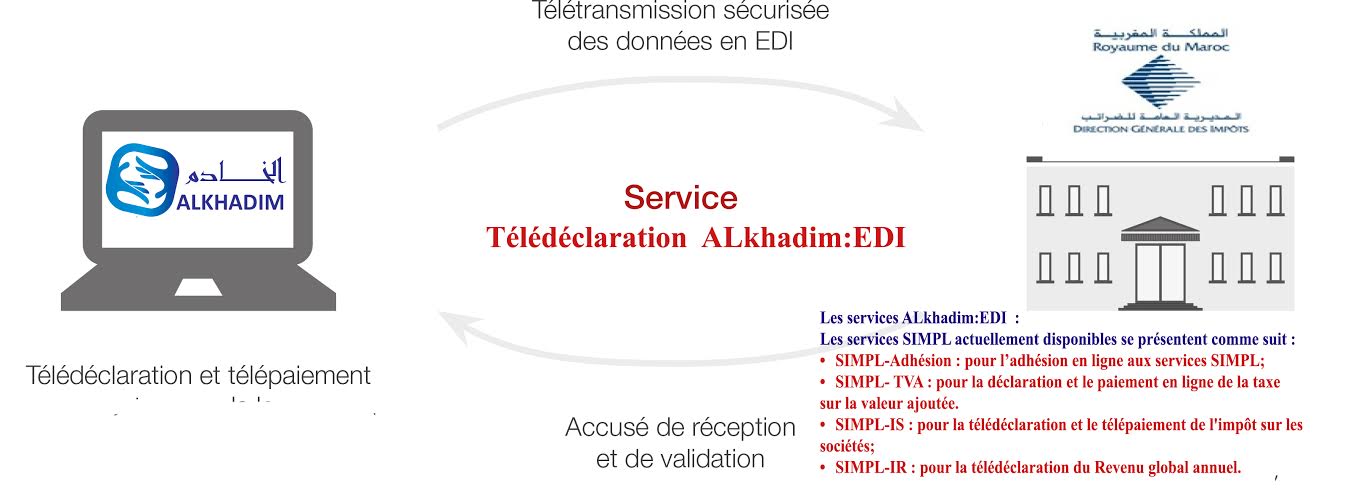 Télétransmission sécurisée
des données en EDI
المملكة المغربية
Royaume du Maroc
المديرية العامة للضرائب
DIRECTION GÉNÉRALE DES IMPÔTS
الخادم
ALKHADIM
Service
Télédéclaration ALkhadim:EDI
Télédéclaration et télépaiement
Accusé de réception
et de validation
Les services ALkhadim:EDI :
Les services SIMPL actuellement disponibles se présentent comme suit :
• SIMPL-Adhésion : pour l’adhésion en ligne aux services SIMPL;
• SIMPL- TVA : pour la déclaration et le paiement en ligne de la taxe
sur la valeur ajoutée.
• SIMPL-IS : pour la télédéclaration et le télépaiement de l'impôt sur les
sociétés;
• SIMPL-IR : pour la télédéclaration du Revenu global annuel.